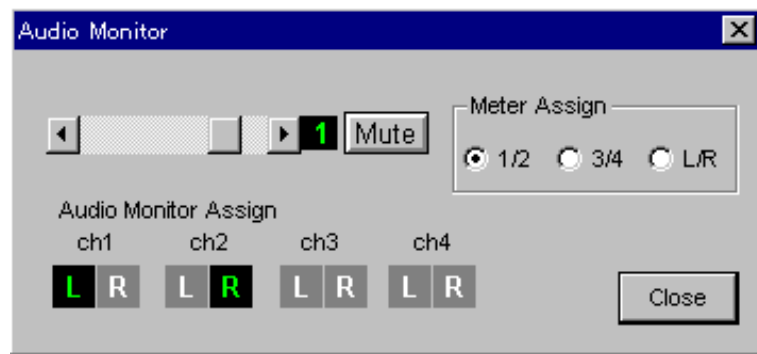 Audio Monitor
1 Mute
Meter Assign
1/2 3/4 L/R
Audio Monitor Assign
ch1 ch2 ch3 ch4
L R L R L R L R
Close